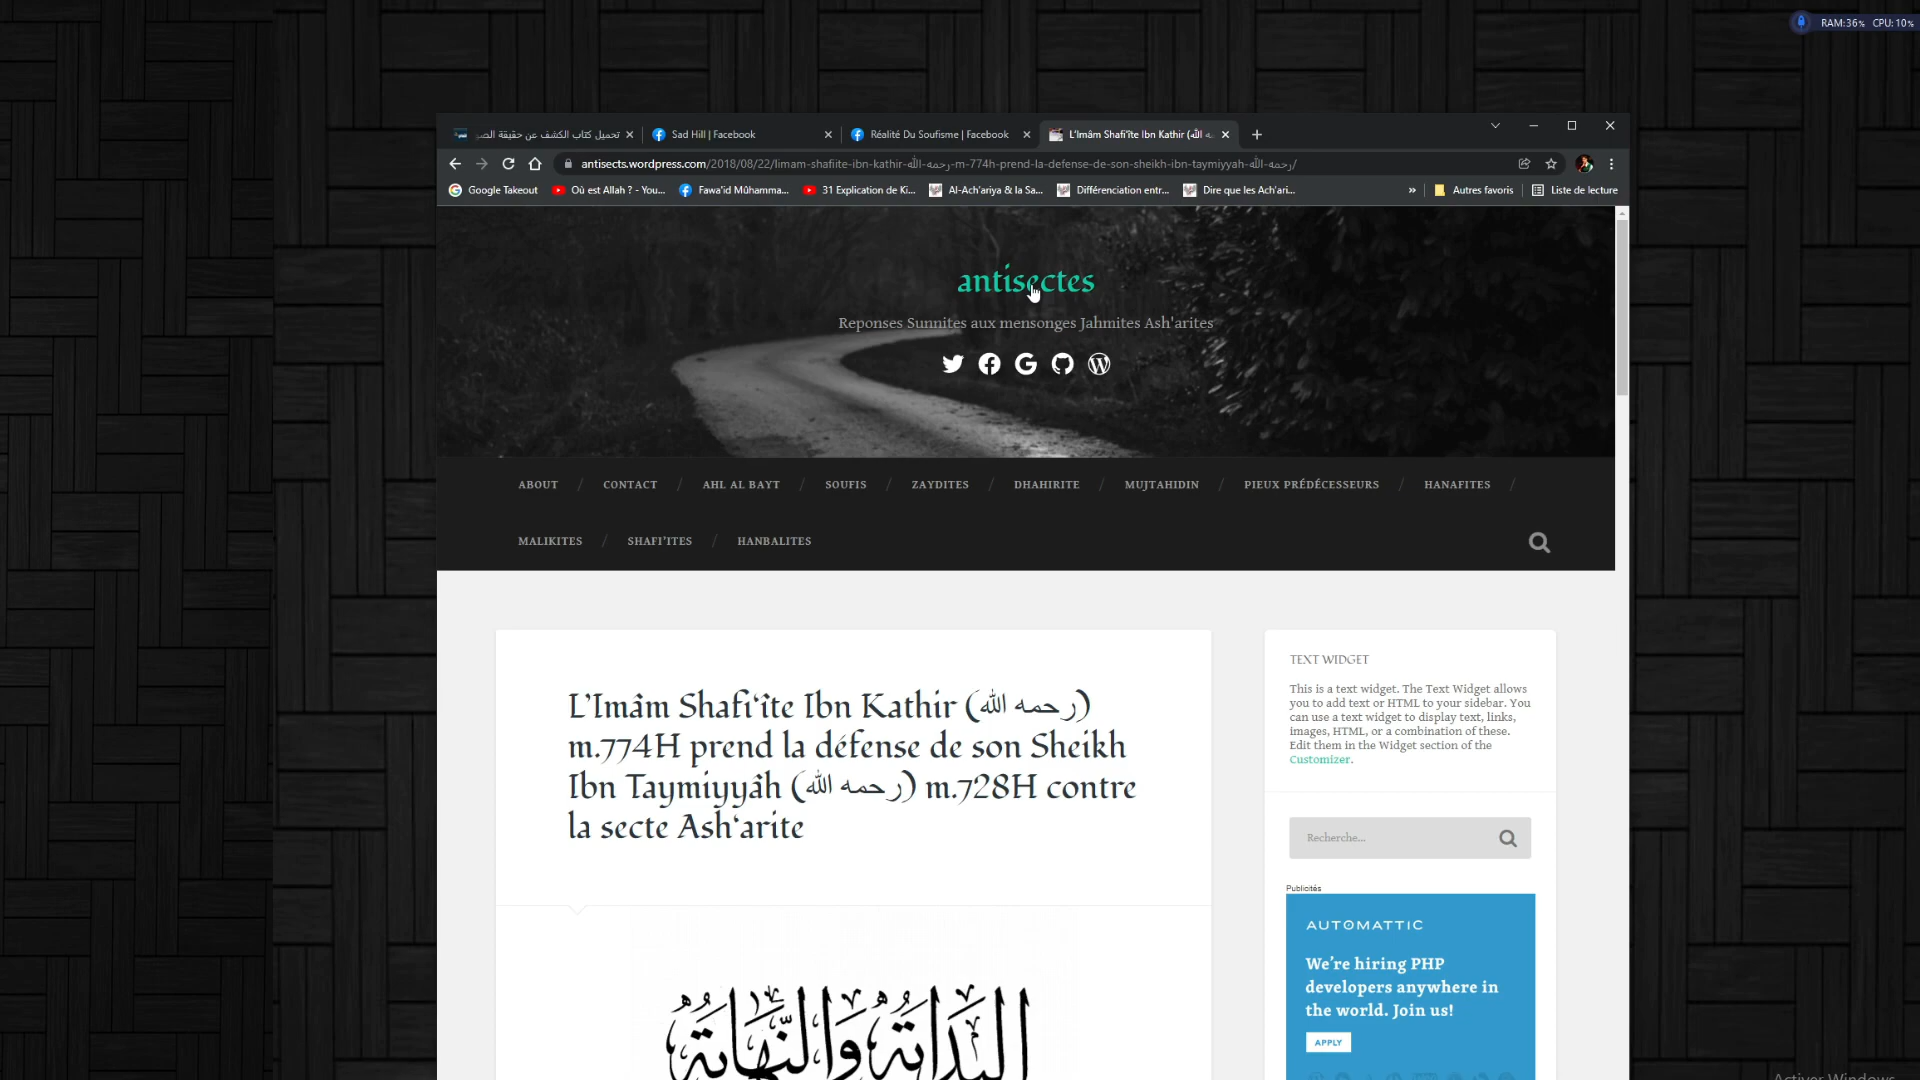 RAM:36% CPU:10%
تحميل كتاب الكشف عن حقيقة الص
Sad Hill | Facebook
Réalité Du Soufisme | Facebook
L'Imâm Shafi'îte Ibn Kathir (رحمه الله
antisects.wordpress.com/2018/08/22/limam-shafiite-ibn-kathir-رحمه-الله-m-774h-prend-la-defense-de-son-sheikh-ibn-taymiyyah-رحمه-الله/
Google Takeout
Où est Allah ? - You...
Fawa'id Mûhamma...
31 Explication de Ki...
Al-Ach'ariya & la Sa...
Différenciation entr...
Dire que les Ach'ari...
»
Autres favoris
Liste de lecture
antisectes
Reponses Sunnites aux mensonges Jahmites Ash'arites
ABOUT / CONTACT / AHL AL BAYT / SOUFIS / ZAYDITES / DHAHIRITE / MUJTAHIDIN / PIEUX PRÉDÉCESSEURS / HANAFITES /
MALIKITES / SHAFI'ITES / HANBALITES
L'Imâm Shafi'îte Ibn Kathir (رحمه الله)
m.774H prend la défense de son Sheikh
Ibn Taymiyyâh (رحمه الله) m.728H contre
la secte Ash'arite
البداية والنهاية
TEXT WIDGET
This is a text widget. The Text Widget allows
you to add text or HTML to your sidebar. You
can use a text widget to display text, links,
images, HTML, or a combination of these.
Edit them in the Widget section of the
Customizer.
Recherche...
Publicités
AUTOMATTIC
We're hiring PHP
developers anywhere in
the world. Join us!
APPLY
Activer Windows